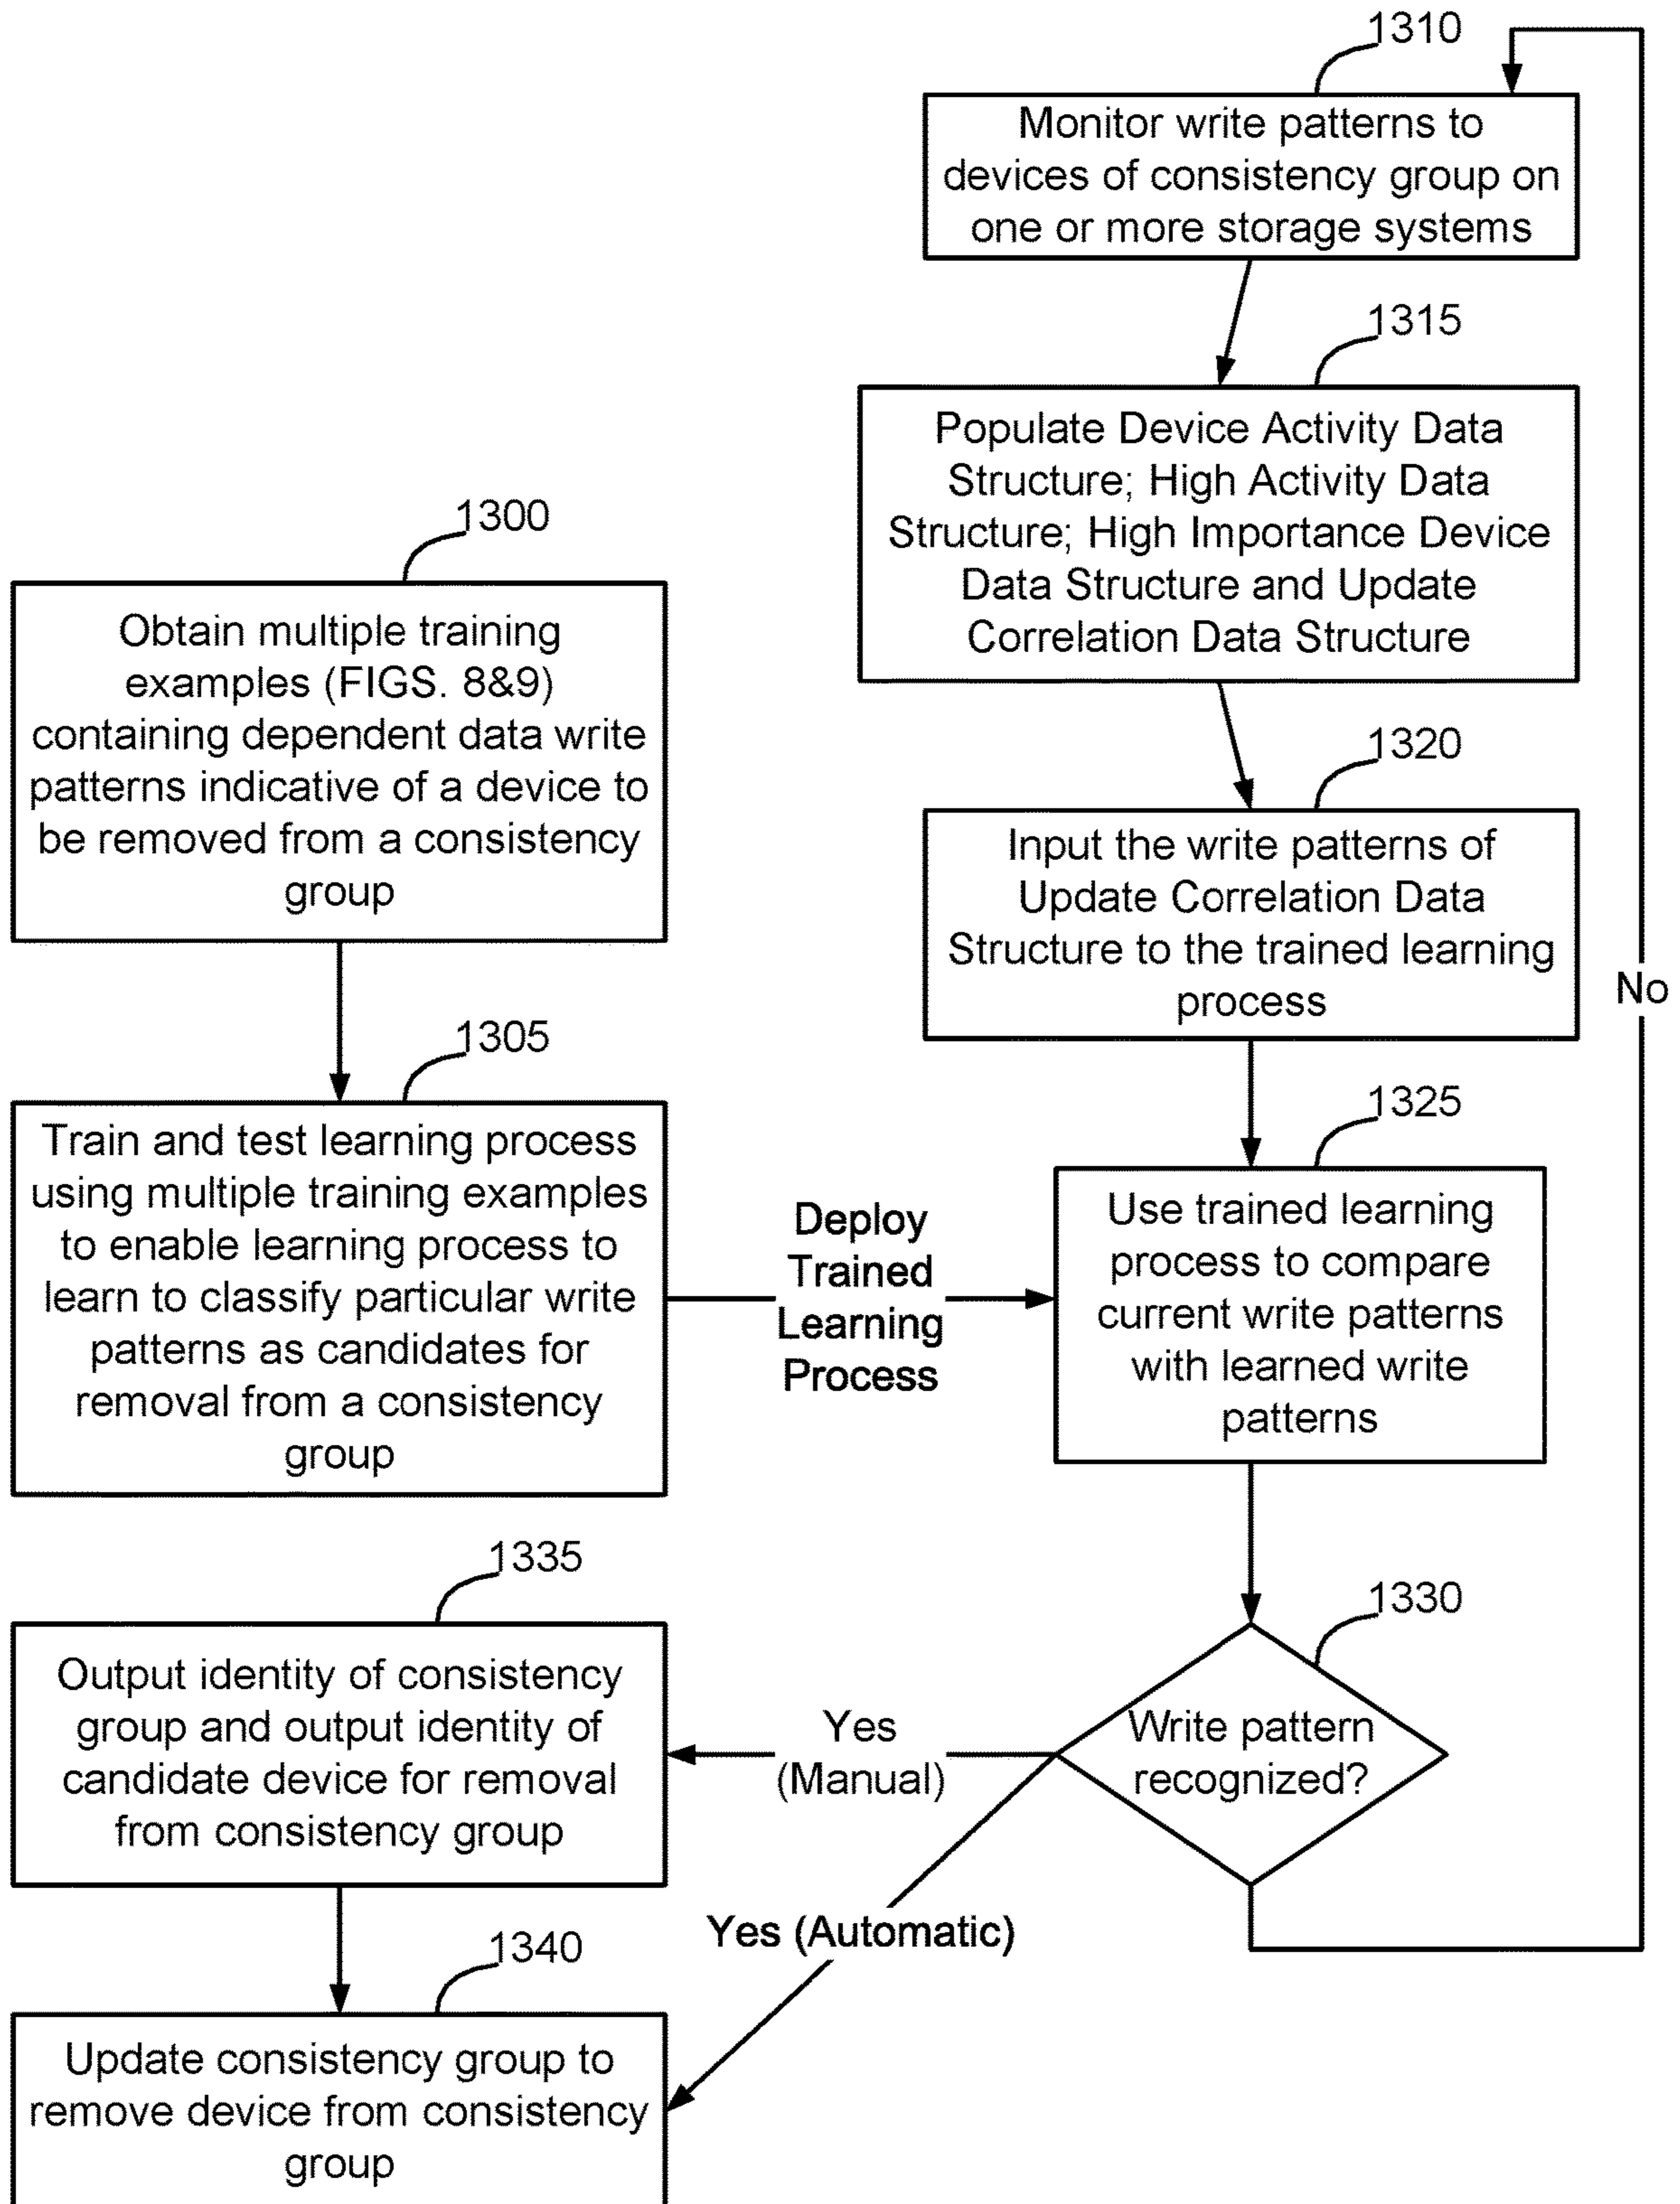 1310
Monitor write patterns to
devices of consistency group on
one or more storage systems
1315
Populate Device Activity Data
Structure; High Activity Data
Structure; High Importance Device
Data Structure and Update
Correlation Data Structure
1300
Obtain multiple training
examples (FIGS. 8&9)
containing dependent data write
patterns indicative of a device to
be removed from a consistency
group
1320
Input the write patterns of
Update Correlation Data
Structure to the trained learning
process
No
1305
Train and test learning process
using multiple training examples
to enable learning process to
learn to classify particular write
patterns as candidates for
removal from a consistency
group
Deploy
Trained
Learning
Process
1325
Use trained learning
process to compare
current write patterns
with learned write
patterns
1330
Write pattern
recognized?
Yes
(Manual)
Yes (Automatic)
1335
Output identity of consistency
group and output identity of
candidate device for removal
from consistency group
1340
Update consistency group to
remove device from consistency
group